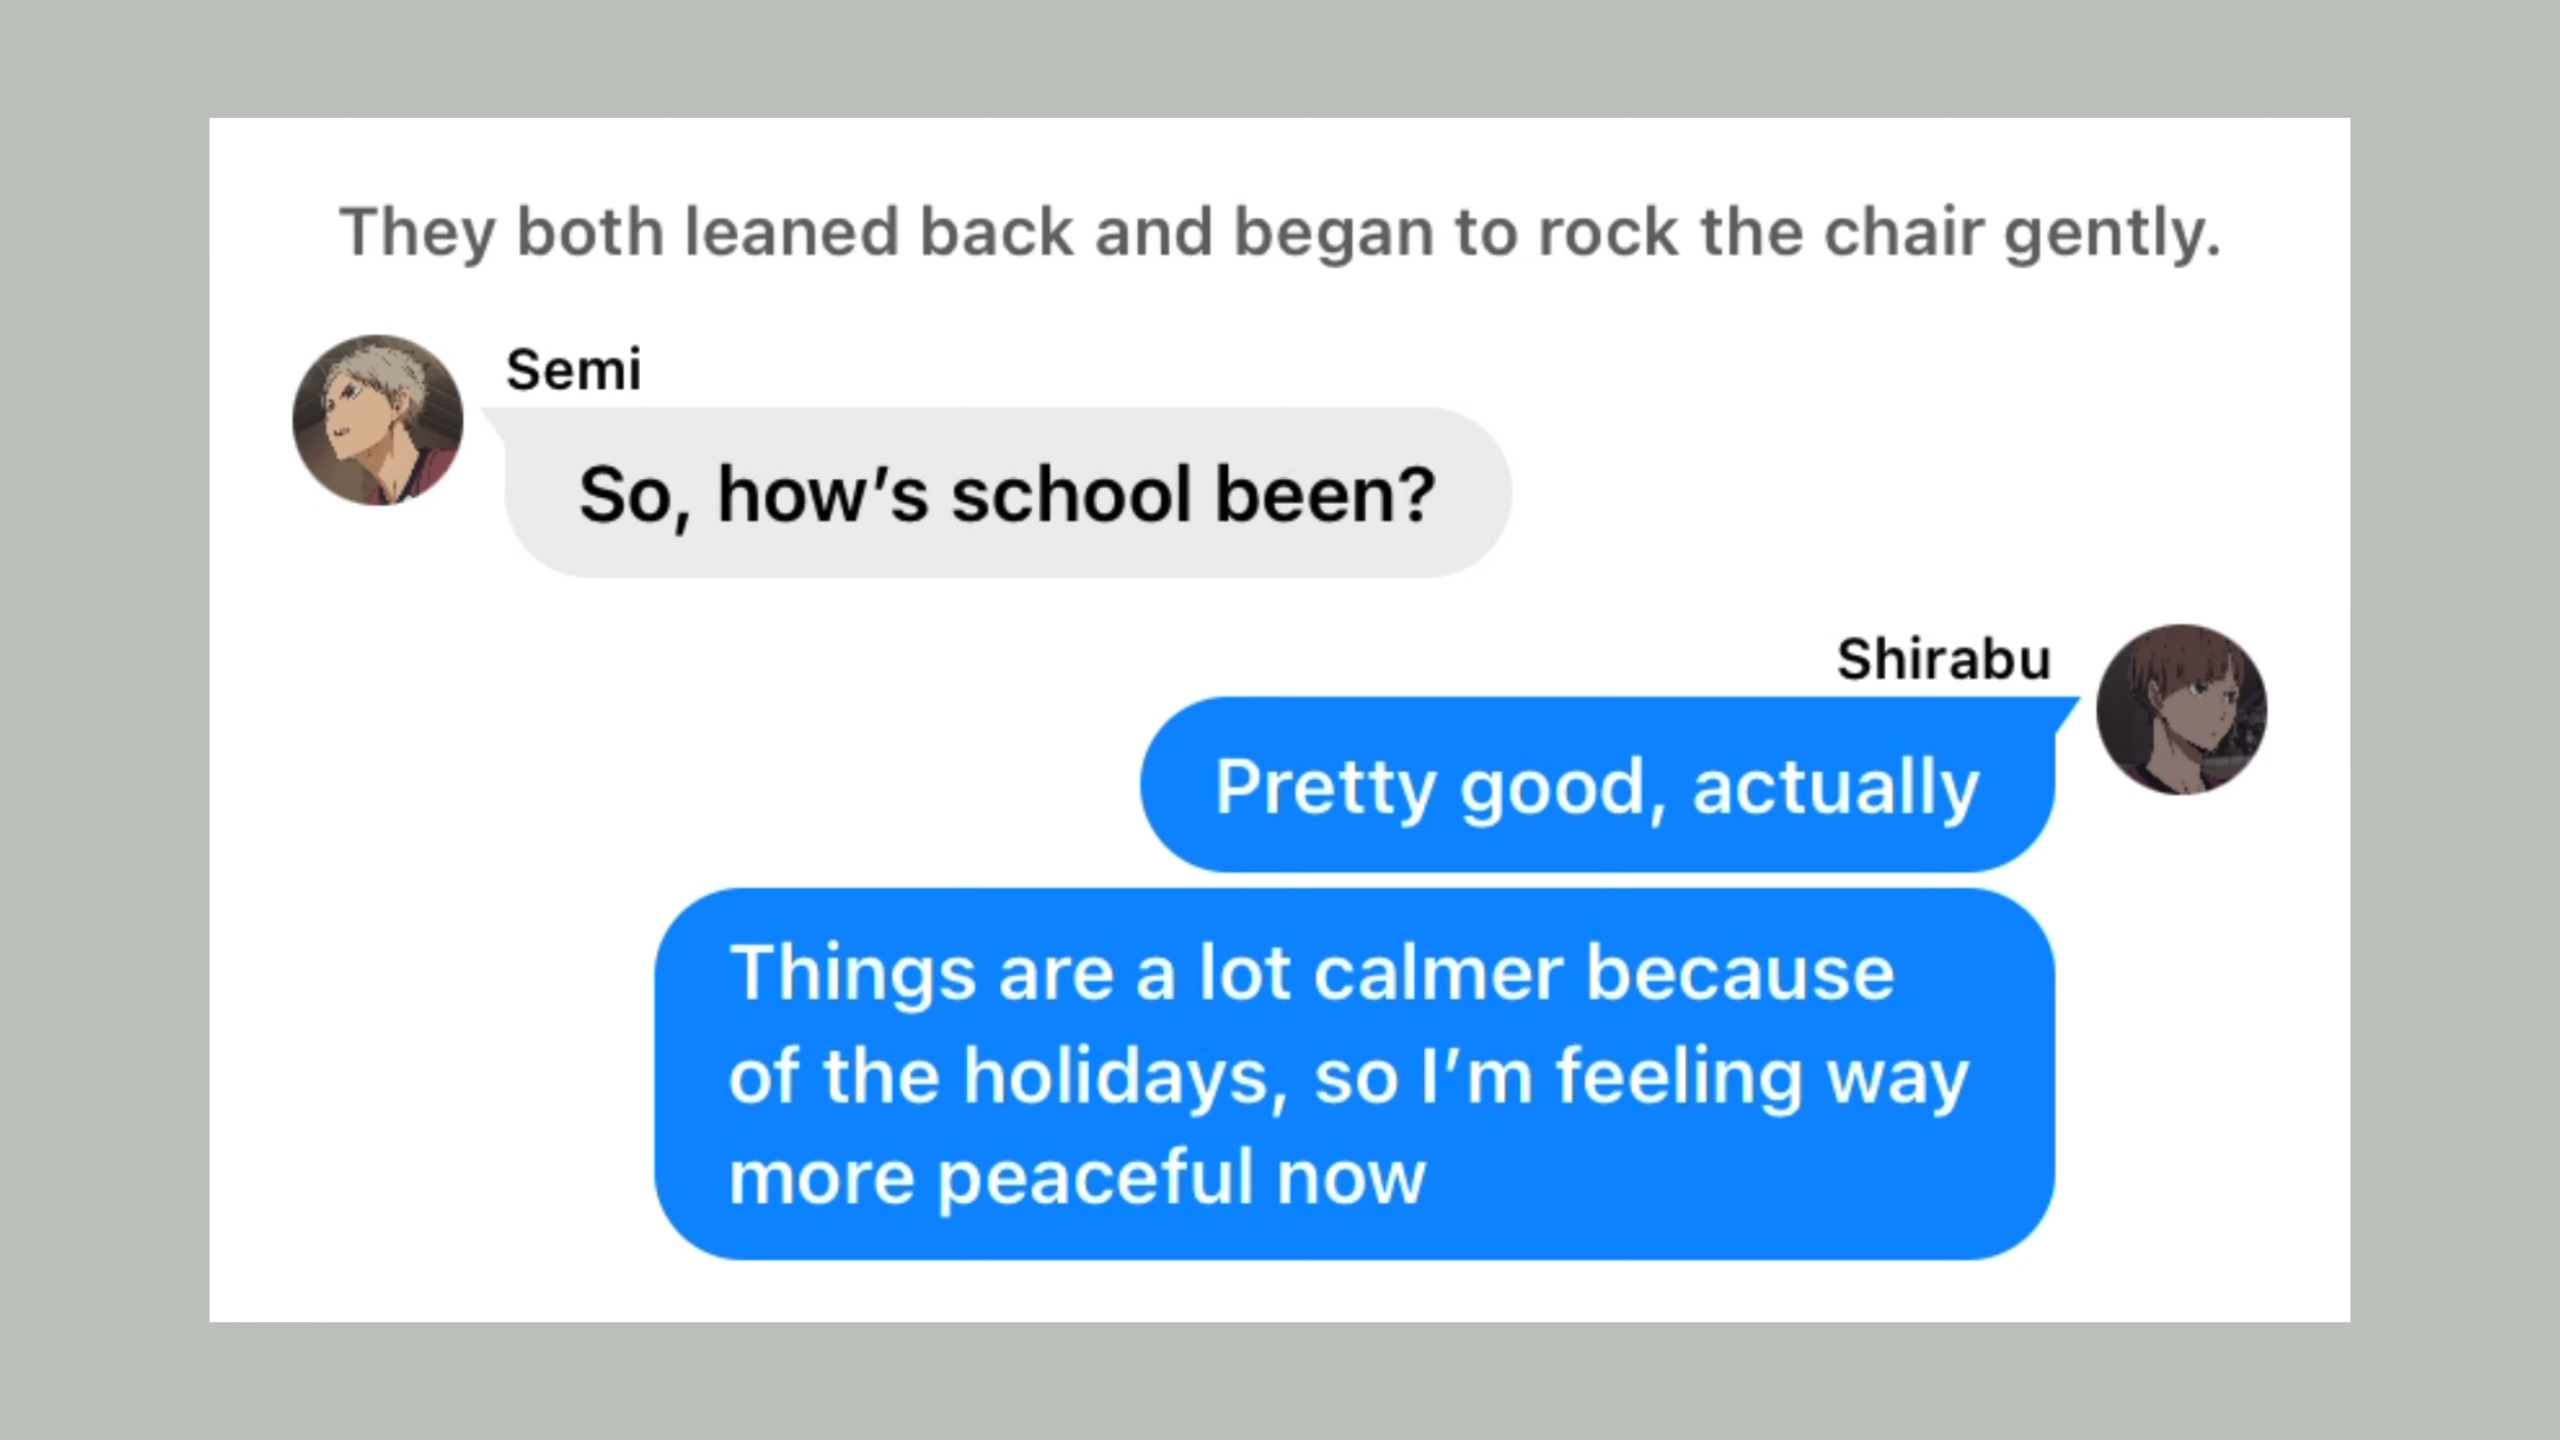 They both leaned back and began to rock the chair gently.
Semi
So, how’s school been?
Shirabu
Pretty good, actually
Things are a lot calmer because
of the holidays, so I’m feeling way
more peaceful now